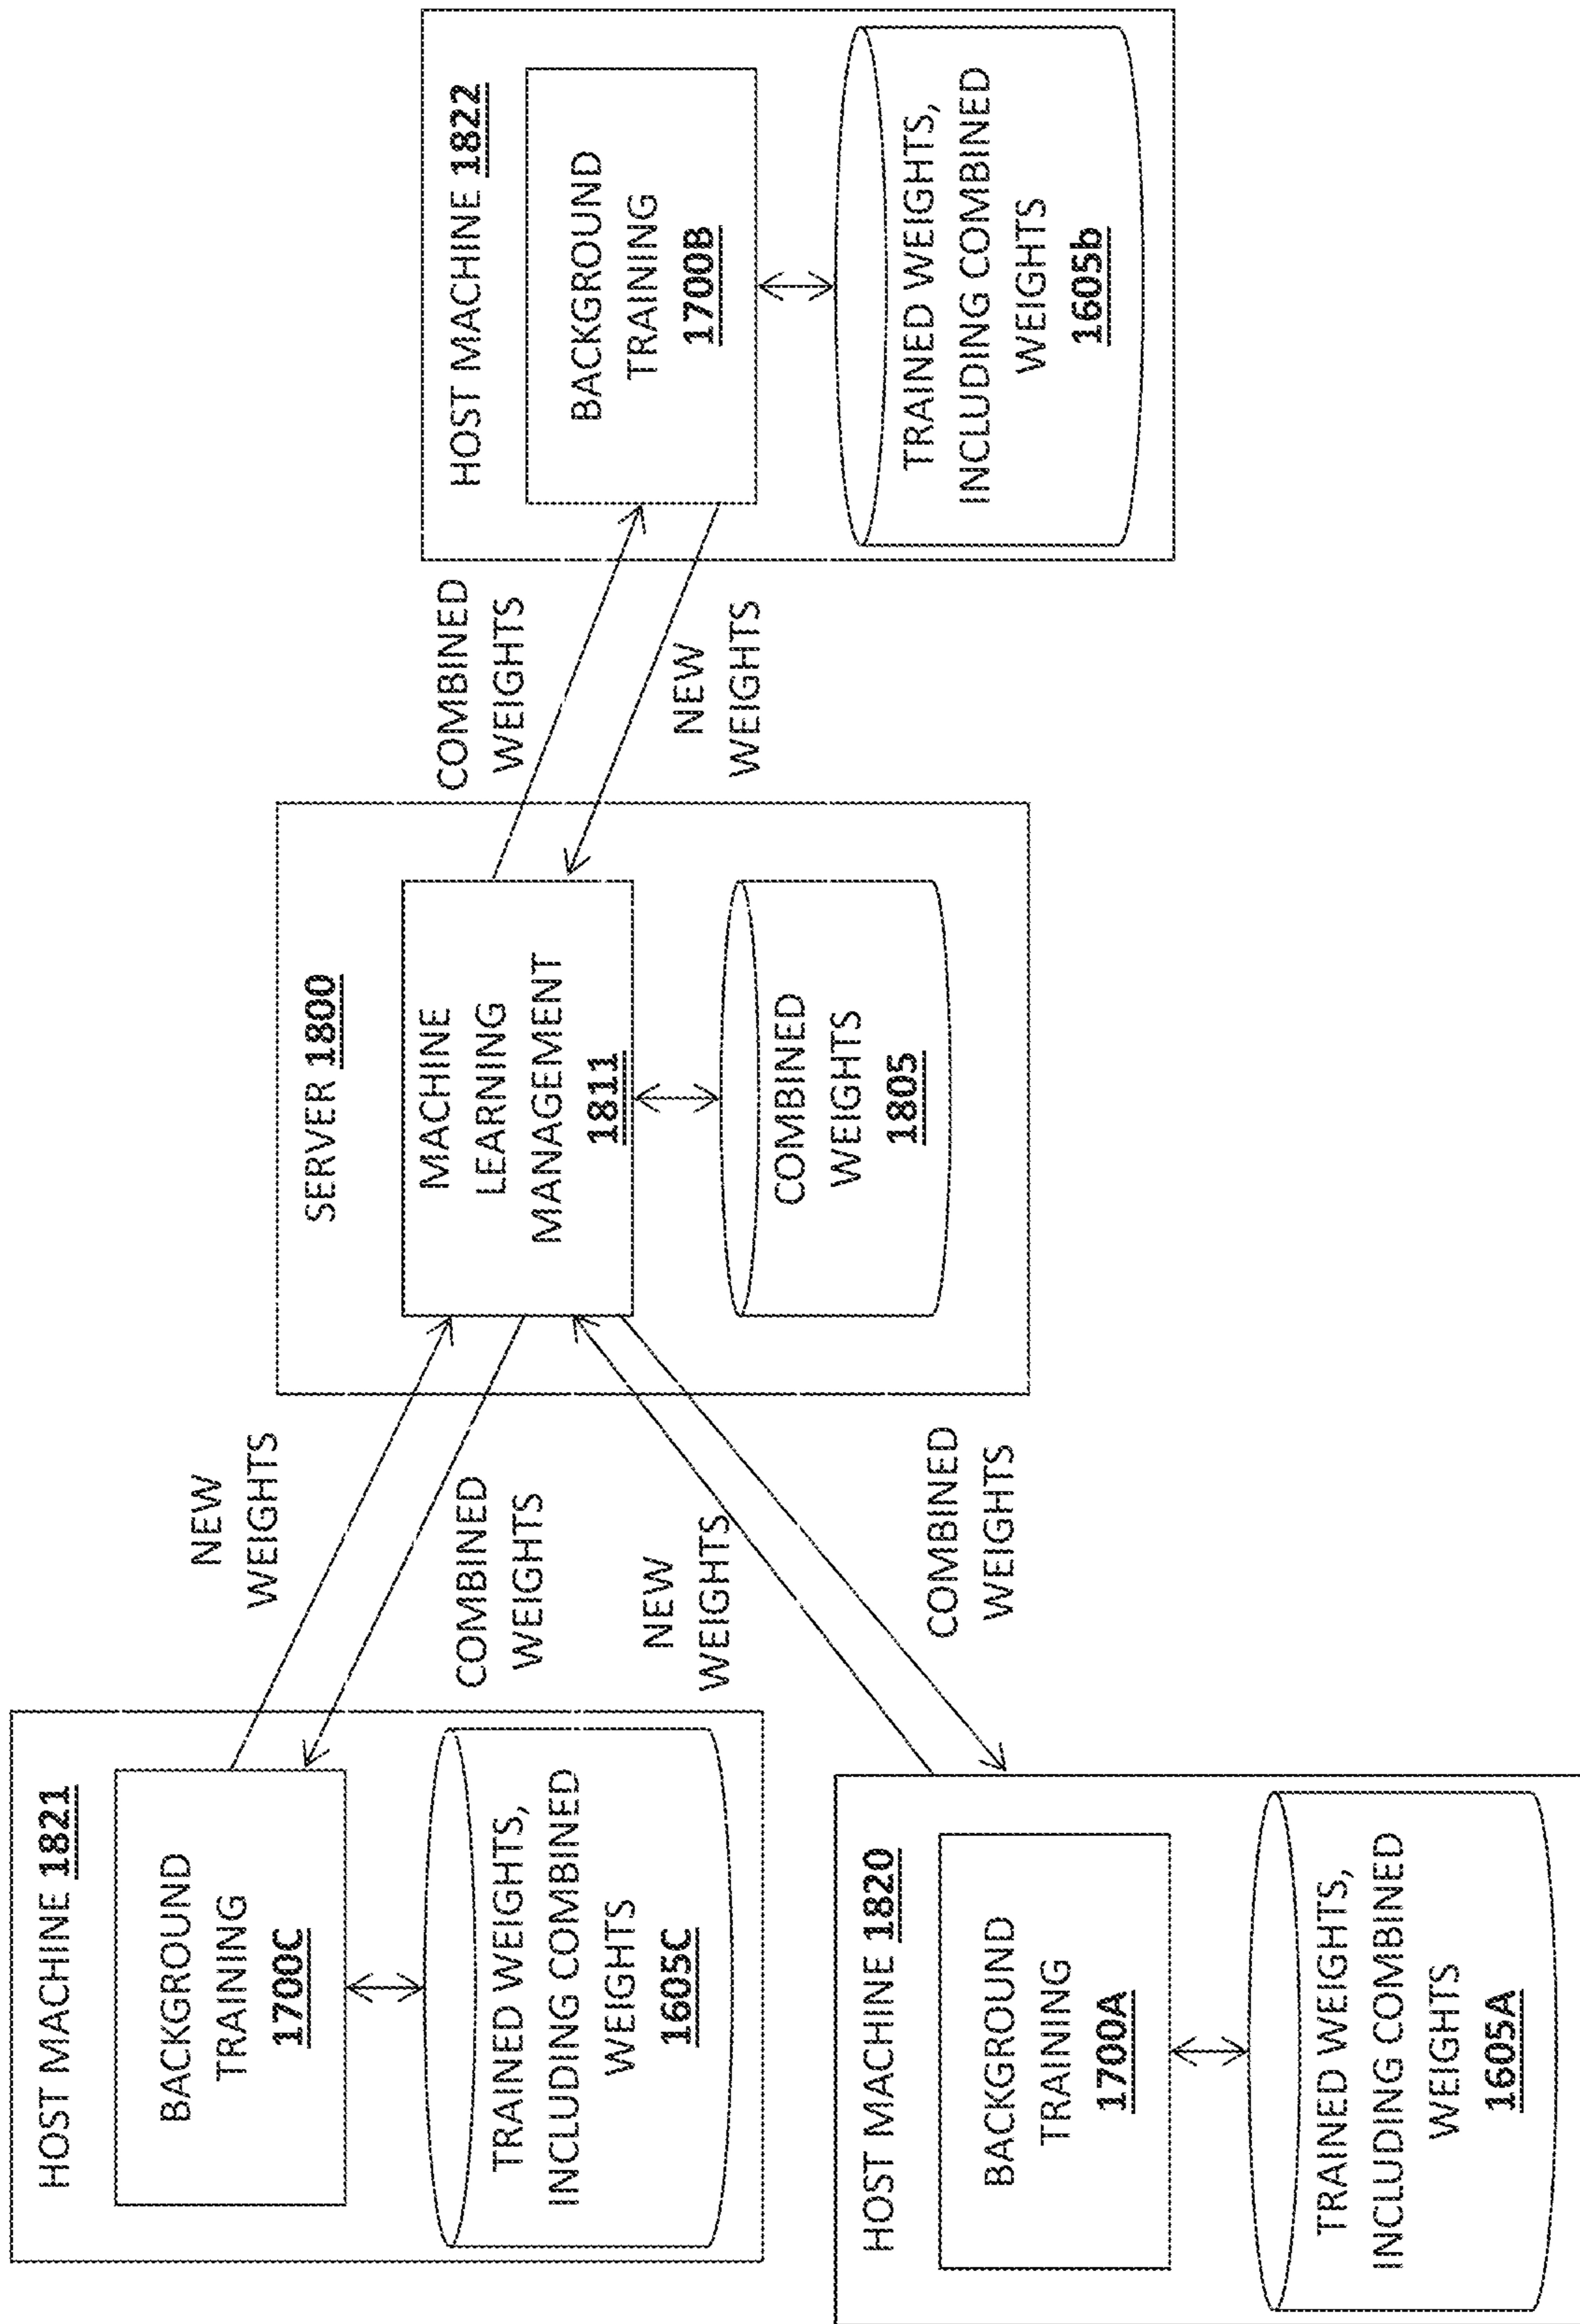 HOST MACHINE 1821
BACKGROUND
TRAINING
1700C
TRAINED WEIGHTS,
INCLUDING COMBINED
WEIGHTS
1605C
NEW
WEIGHTS
COMBINED
WEIGHTS
HOST MACHINE 1820
BACKGROUND
TRAINING
1700A
TRAINED WEIGHTS,
INCLUDING COMBINED
WEIGHTS
1605A
NEW
WEIGHTS
COMBINED
WEIGHTS
SERVER 1800
MACHINE
LEARNING
MANAGEMENT
1811
COMBINED
WEIGHTS
1805
COMBINED
WEIGHTS
NEW
WEIGHTS
HOST MACHINE 1822
BACKGROUND
TRAINING
1700B
TRAINED WEIGHTS,
INCLUDING COMBINED
WEIGHTS
1605b